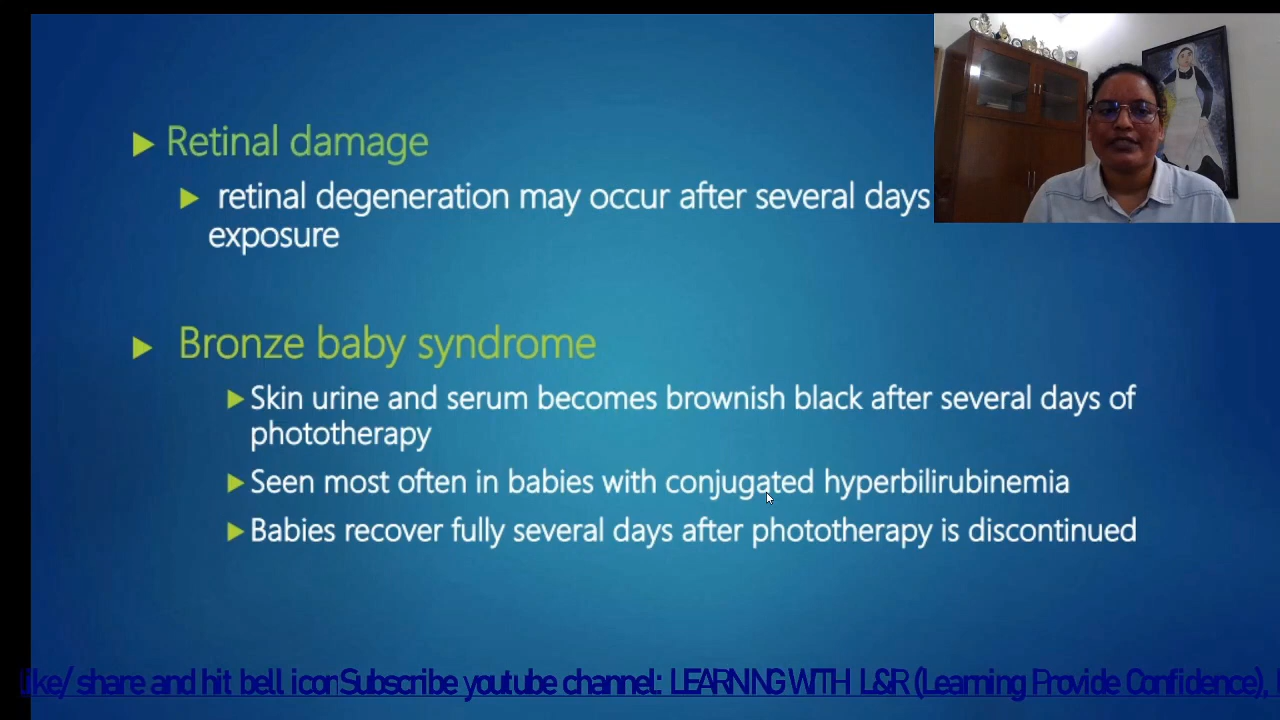 Retinal damage
retinal degeneration may occur after several days
exposure
Bronze baby syndrome
Skin urine and serum becomes brownish black after several days of
phototherapy
Seen most often in babies with conjugated hyperbilirubinemia
Babies recover fully several days after phototherapy is discontinued
like/ share and hit bell iconSubscribe youtube channel: LEARNING WITH L&R (Learning Provide Confidence),